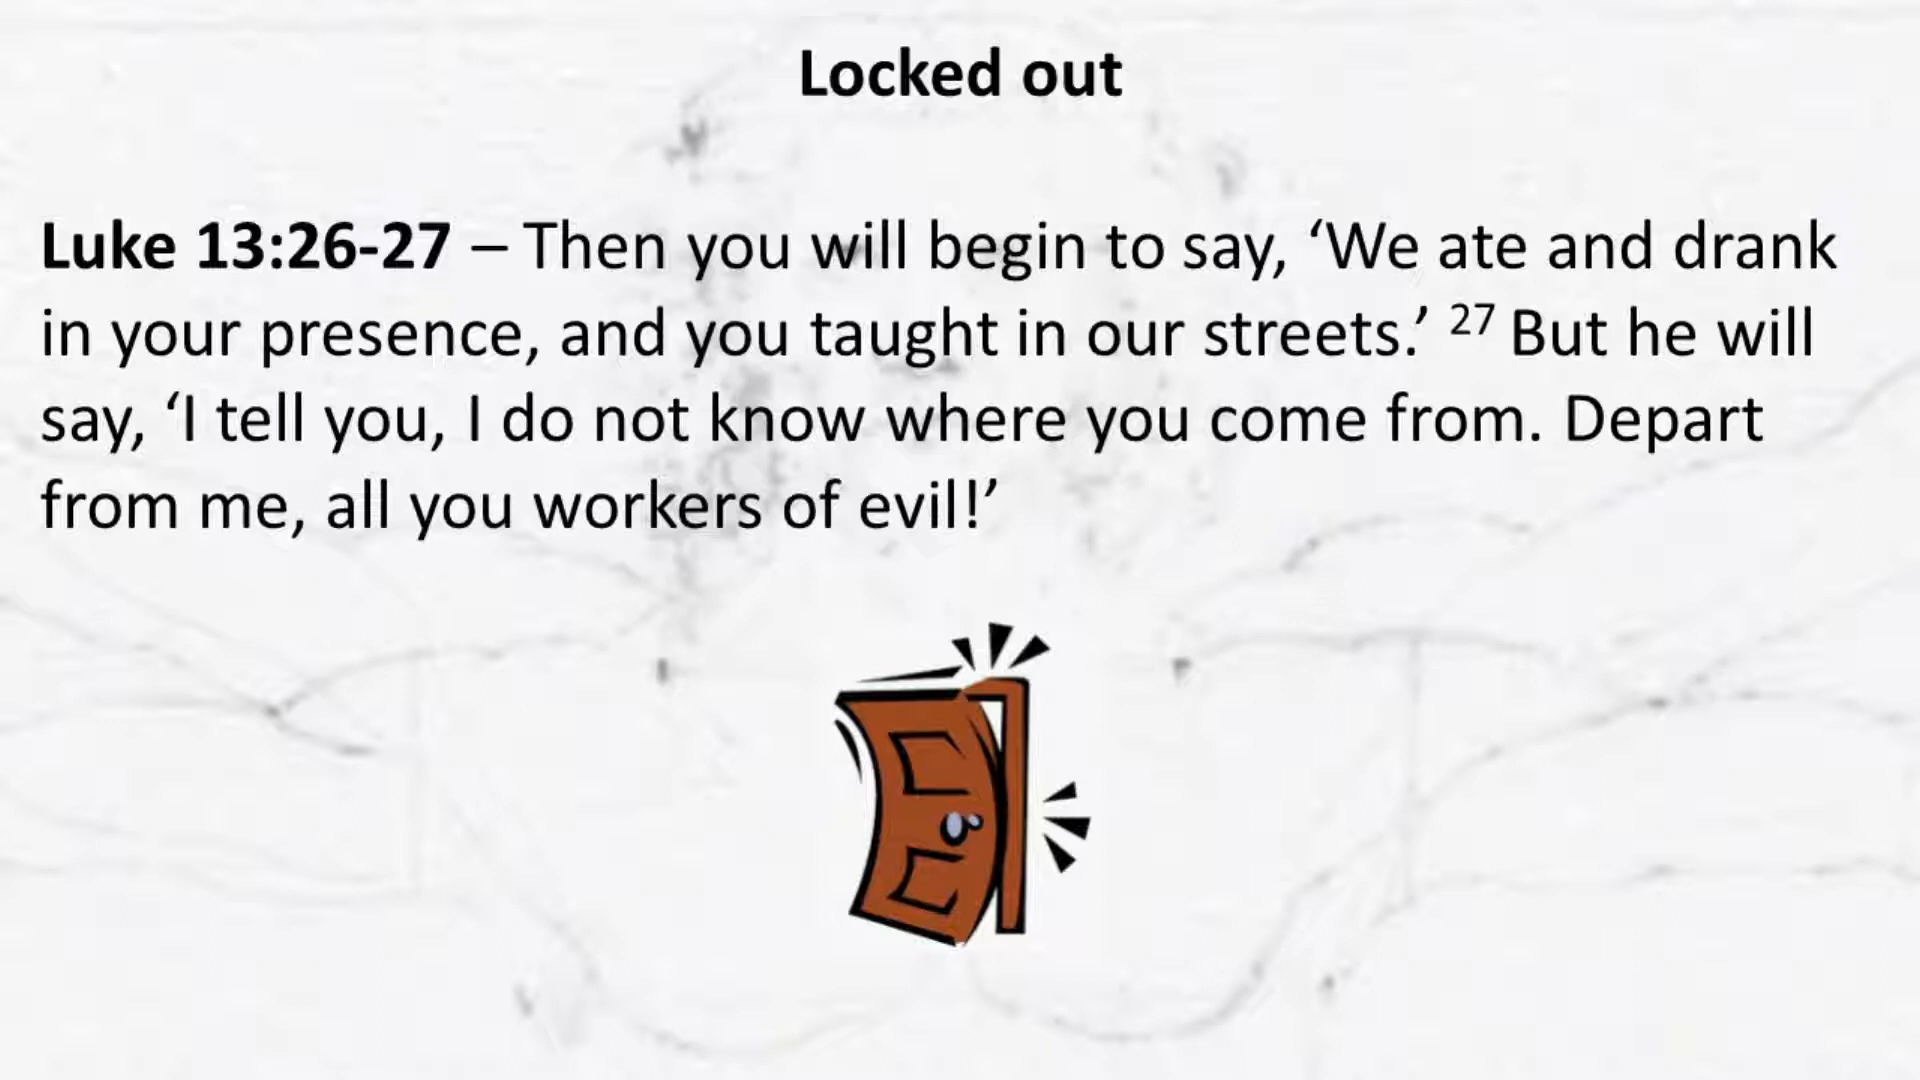 Locked out
Luke 13:26-27 – Then you will begin to say, ‘We ate and drank
in your presence, and you taught in our streets.’ 27 But he will
say, ‘I tell you, I do not know where you come from. Depart
from me, all you workers of evil!’